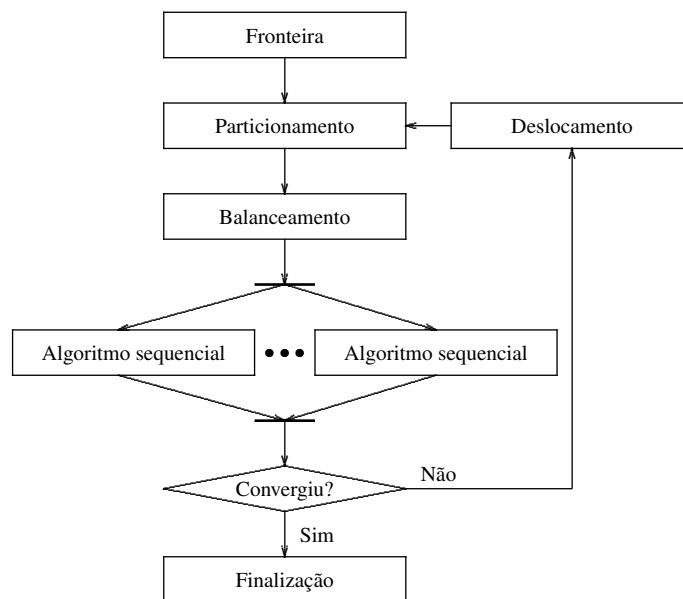 Fronteira
Particionamento
Deslocamento
Balanceamento
Algoritmo sequencial
Algoritmo sequencial
Não
Convergiu?
Sim
Finalização